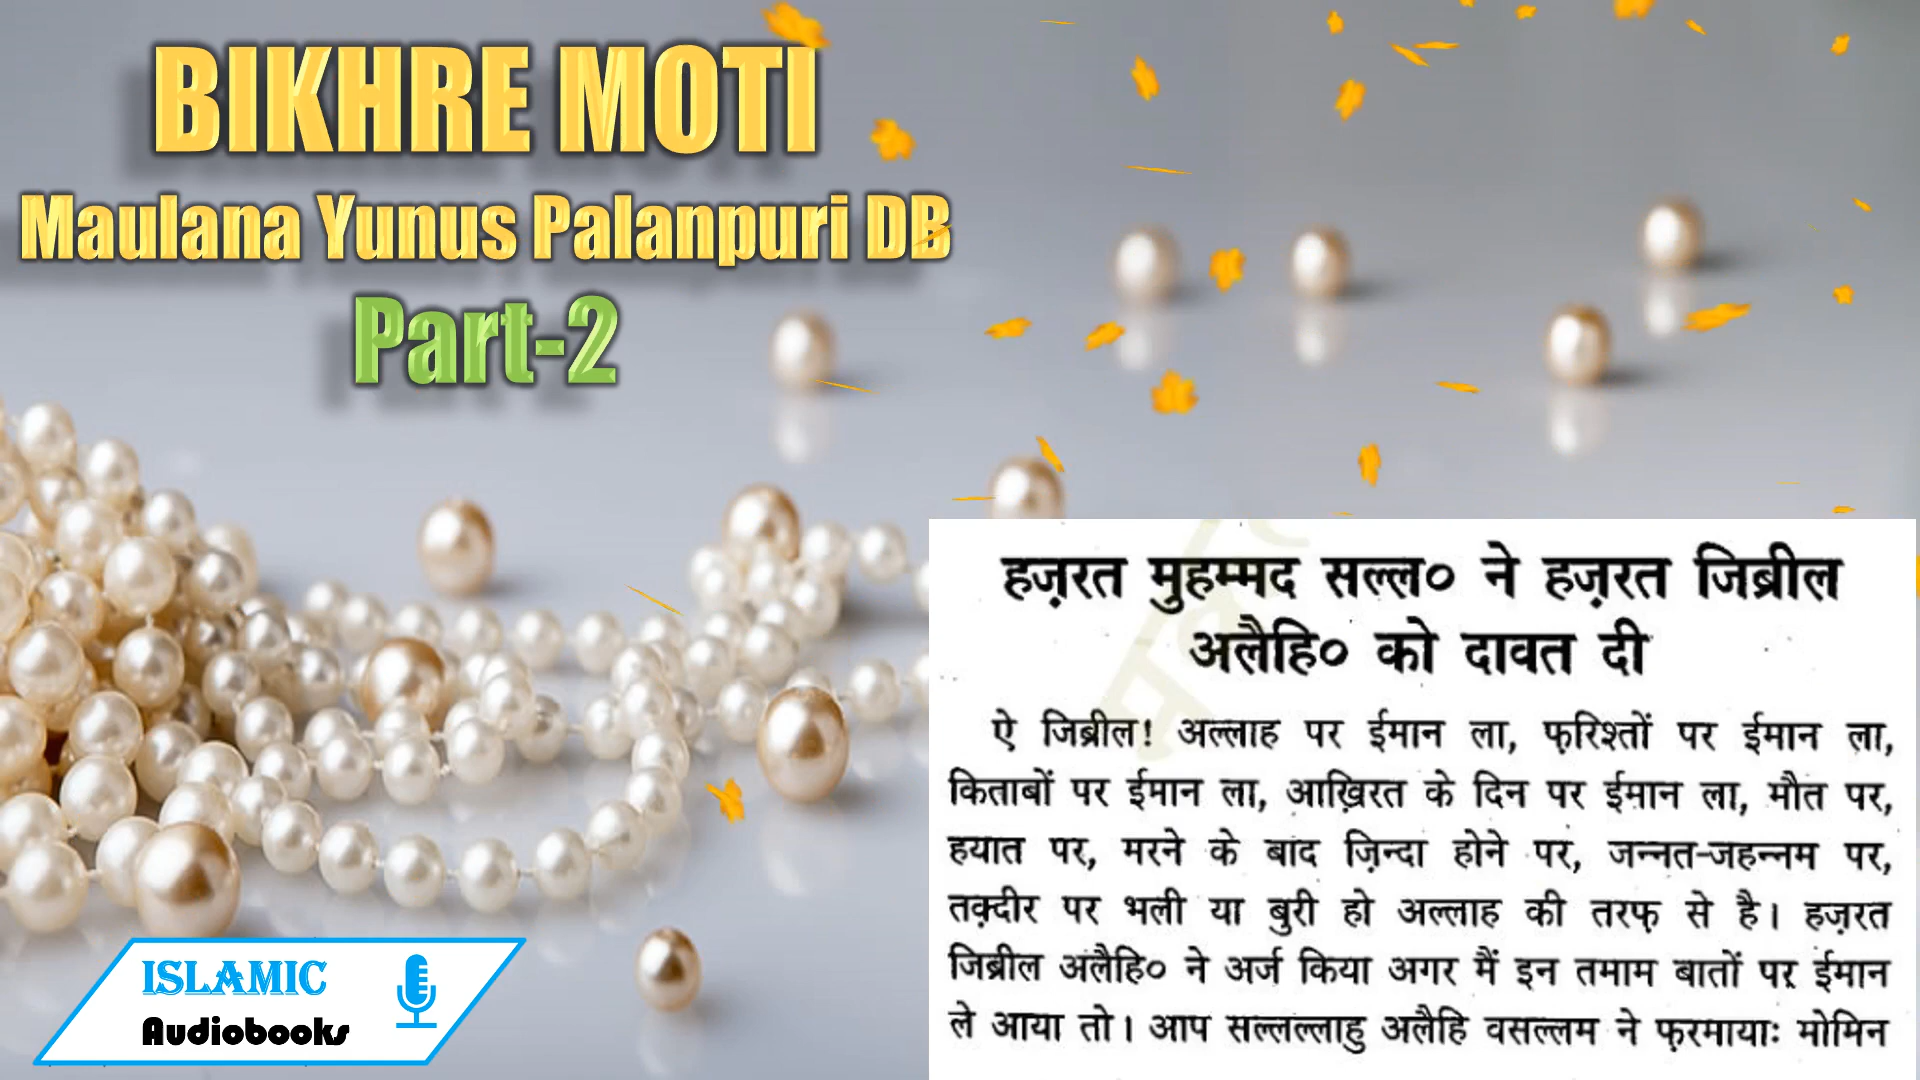 BIKHRE MOTI
Maulana Yunus Palanpuri DB
Part-2
हज़रत मुहम्मद सल्ल० ने हज़रत जिब्रील
अलैहि० को दावत दी
ऐ जिब्रील! अल्लाह पर ईमान ला, फ़रिश्तों पर ईमान ला,
किताबों पर ईमान ला, आख़िरत के दिन पर ईमान ला, मौत पर,
हयात पर, मरने के बाद ज़िन्दा होने पर, जन्नत-जहन्नम पर,
तक़्दीर पर भली या बुरी हो अल्लाह की तरफ़ से है। हज़रत
जिब्रील अलैहि० ने अर्ज किया अगर मैं इन तमाम बातों पर ईमान
ले आया तो। आप सल्लल्लाहु अलैहि वसल्लम ने फ़रमायाः मोमिन
ISLAMIC
Audiobooks